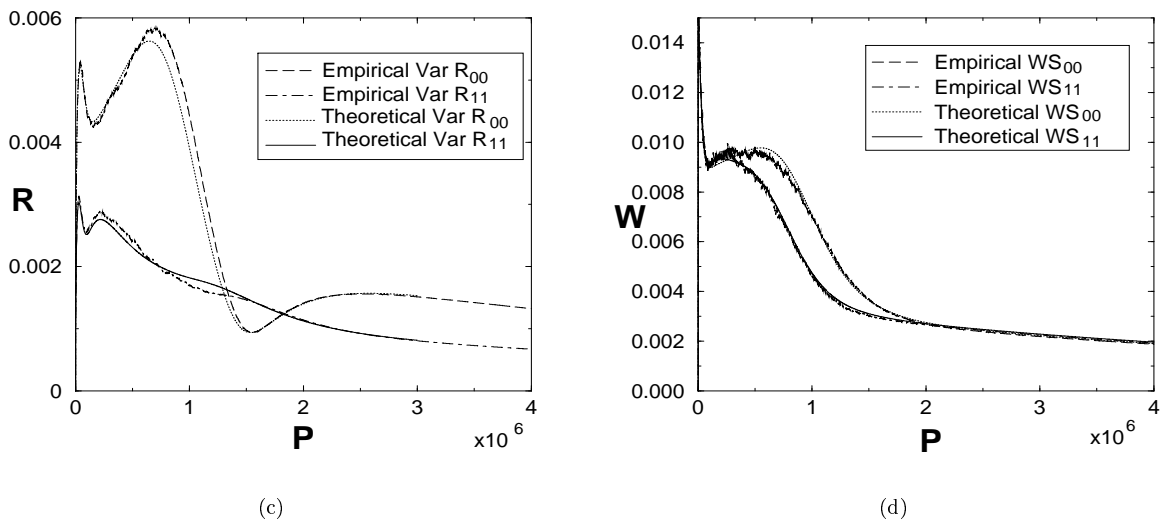 0.006
0.004
0.002
0
R
Empirical Var R00
Empirical Var R11
Theoretical Var R00
Theoretical Var R11
0 1 2 3 4
P
x10 6
(c)
0.014
0.012
0.010
0.008
0.006
0.004
0.002
0.000
W
Empirical WS00
Empirical WS11
Theoretical WS00
Theoretical WS11
0 1 2 3 4
P
x10 6
(d)